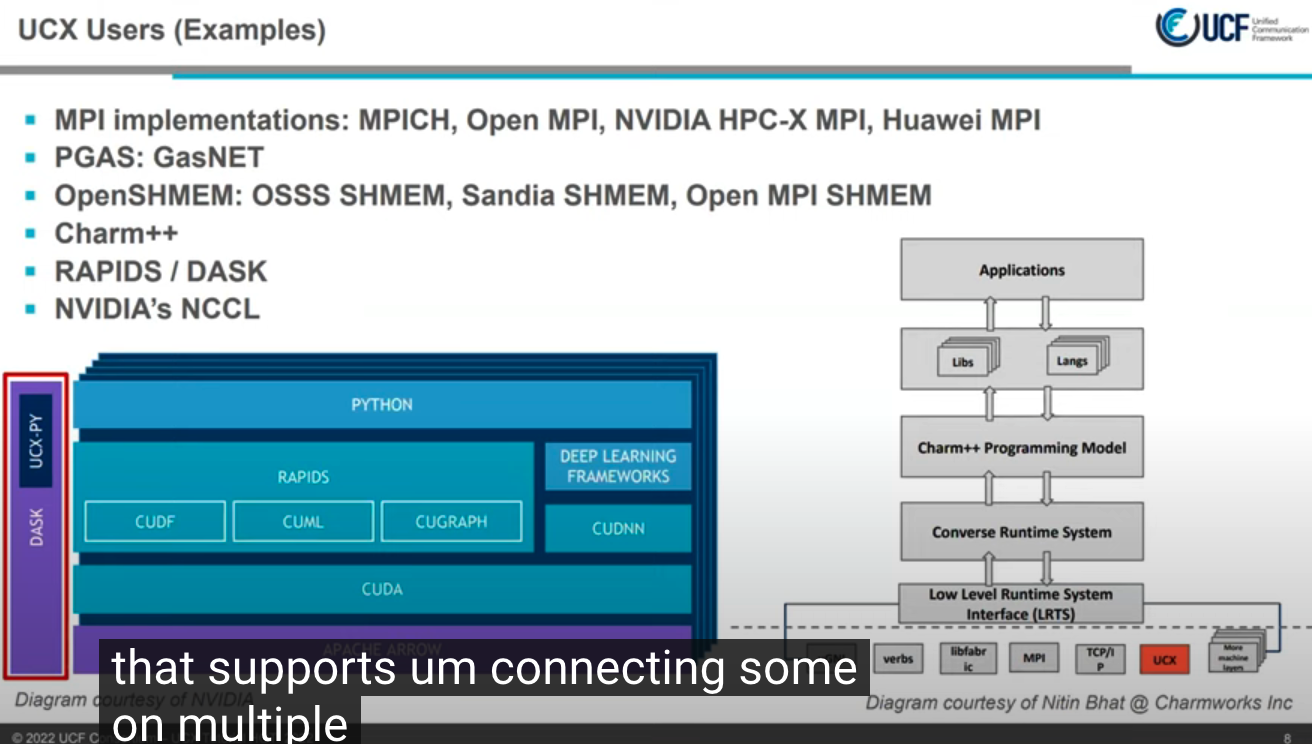 UCX Users (Examples)
UCF Unified Communication Framework
▪ MPI implementations: MPICH, Open MPI, NVIDIA HPC-X MPI, Huawei MPI
▪ PGAS: GasNET
▪ OpenSHMEM: OSSS SHMEM, Sandia SHMEM, Open MPI SHMEM
▪ Charm++
▪ RAPIDS / DASK
▪ NVIDIA's NCCL
UCX-PY
DASK
PYTHON
RAPIDS
CUDF
CUML
CUGRAPH
DEEP LEARNING
FRAMEWORKS
CUDNN
CUDA
APACHE ARROW
Diagram courtesy of NVIDIA
Applications
Libs
Langs
Charm++ Programming Model
Converse Runtime System
Low Level Runtime System
Interface (LRTS)
verbs
libfabr
ic
MPI
TCP/I
P
UCX
More
machine
layers
Diagram courtesy of Nitin Bhat @ Charmworks Inc
that supports um connecting some
on multiple
© 2022 UCF
8